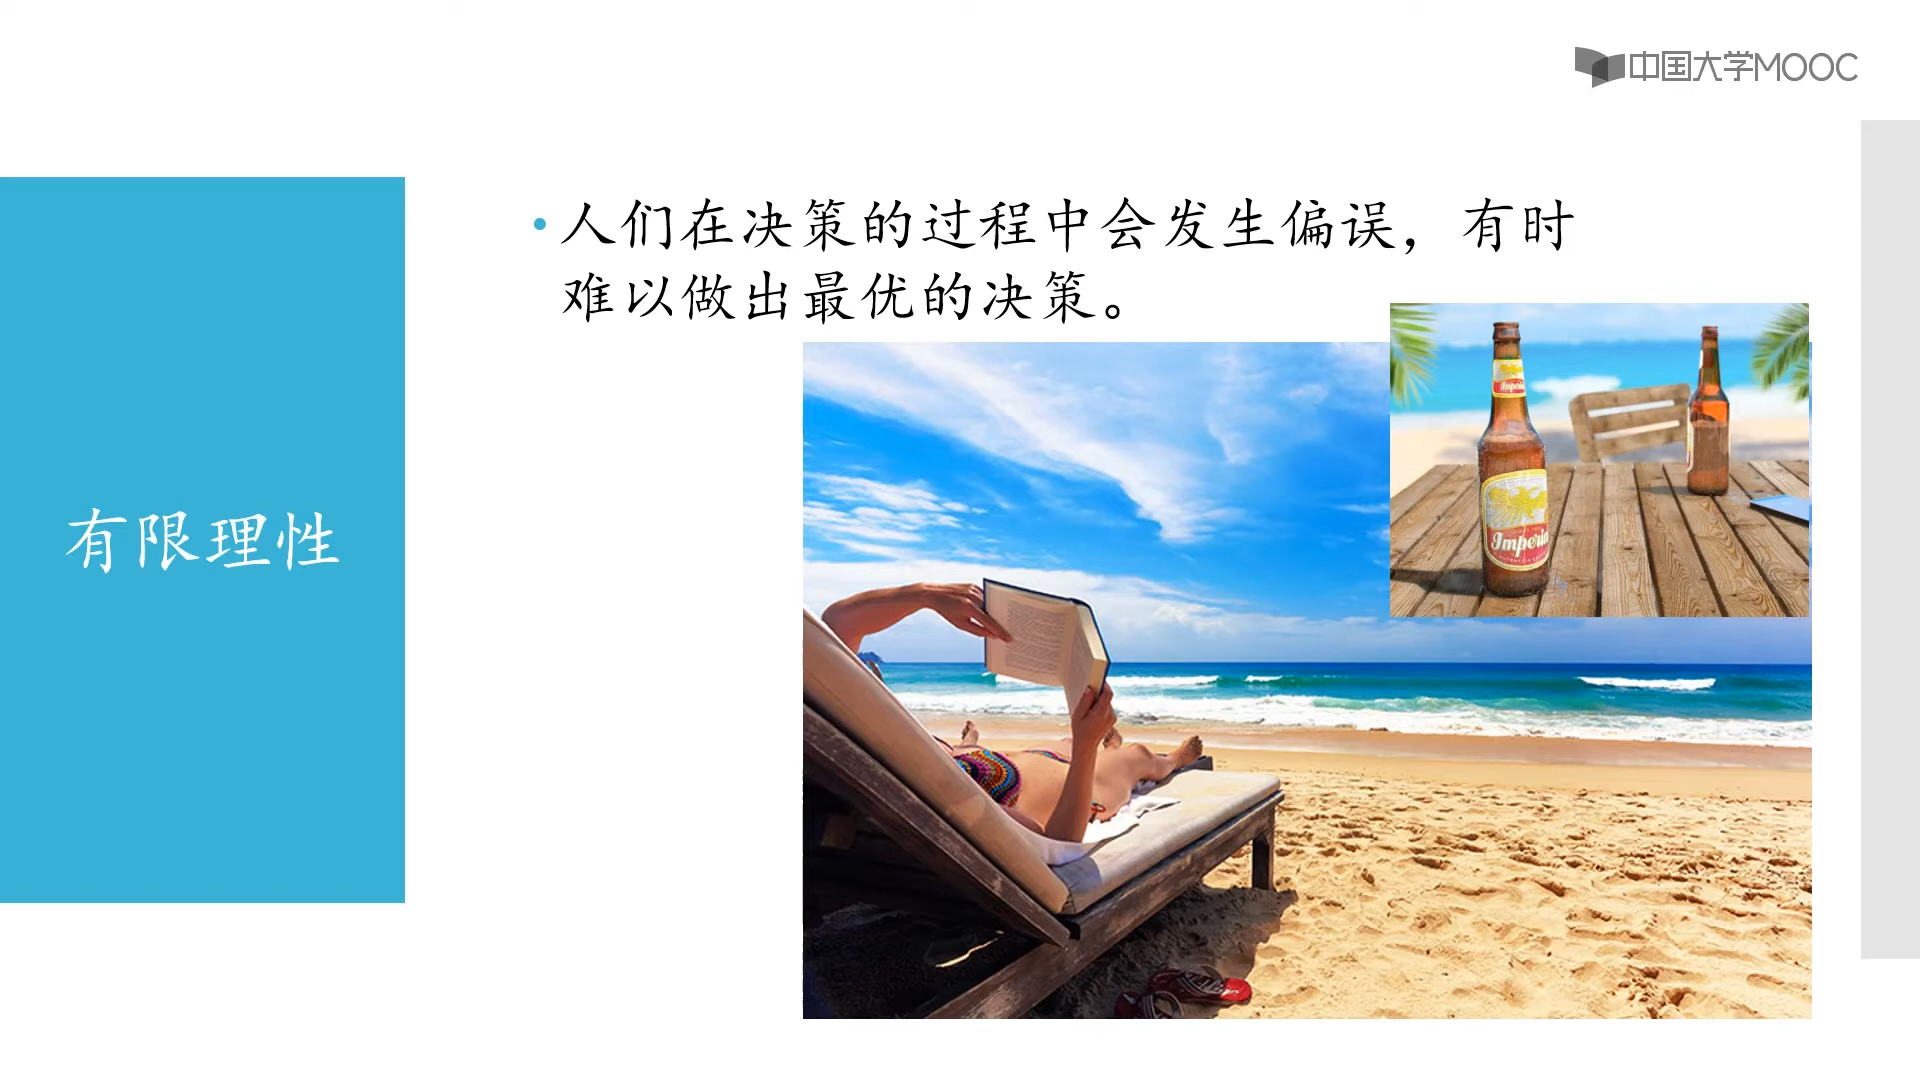 中国大学MOOC
有限理性
• 人们在决策的过程中会发生偏误，有时
难以做出最优的决策。
Imperial